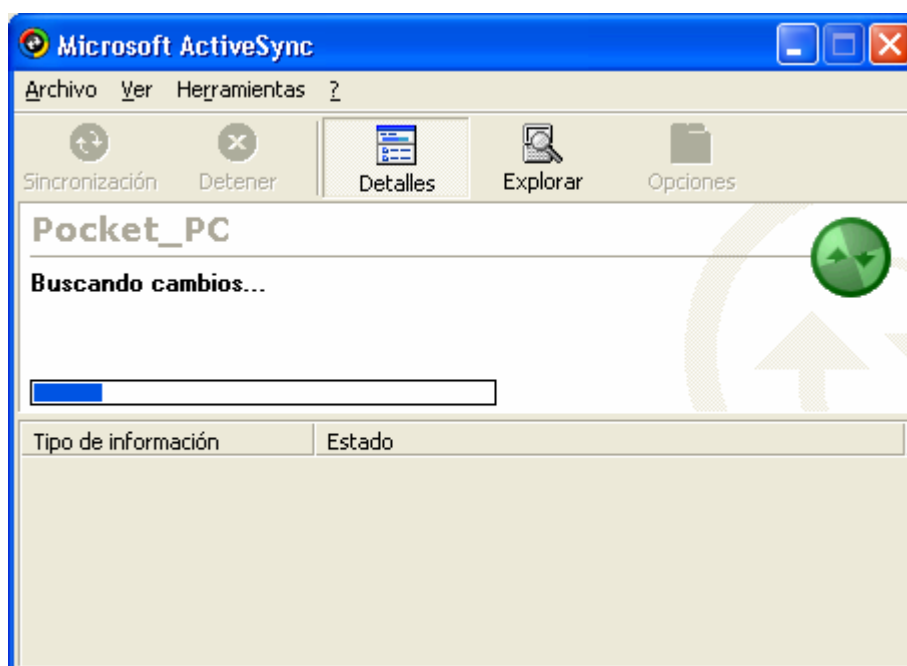 Microsoft ActiveSync
Archivo Ver Herramientas ?
Sincronización Detener Detalles Explorar Opciones
Pocket_PC
Buscando cambios...
Tipo de información Estado